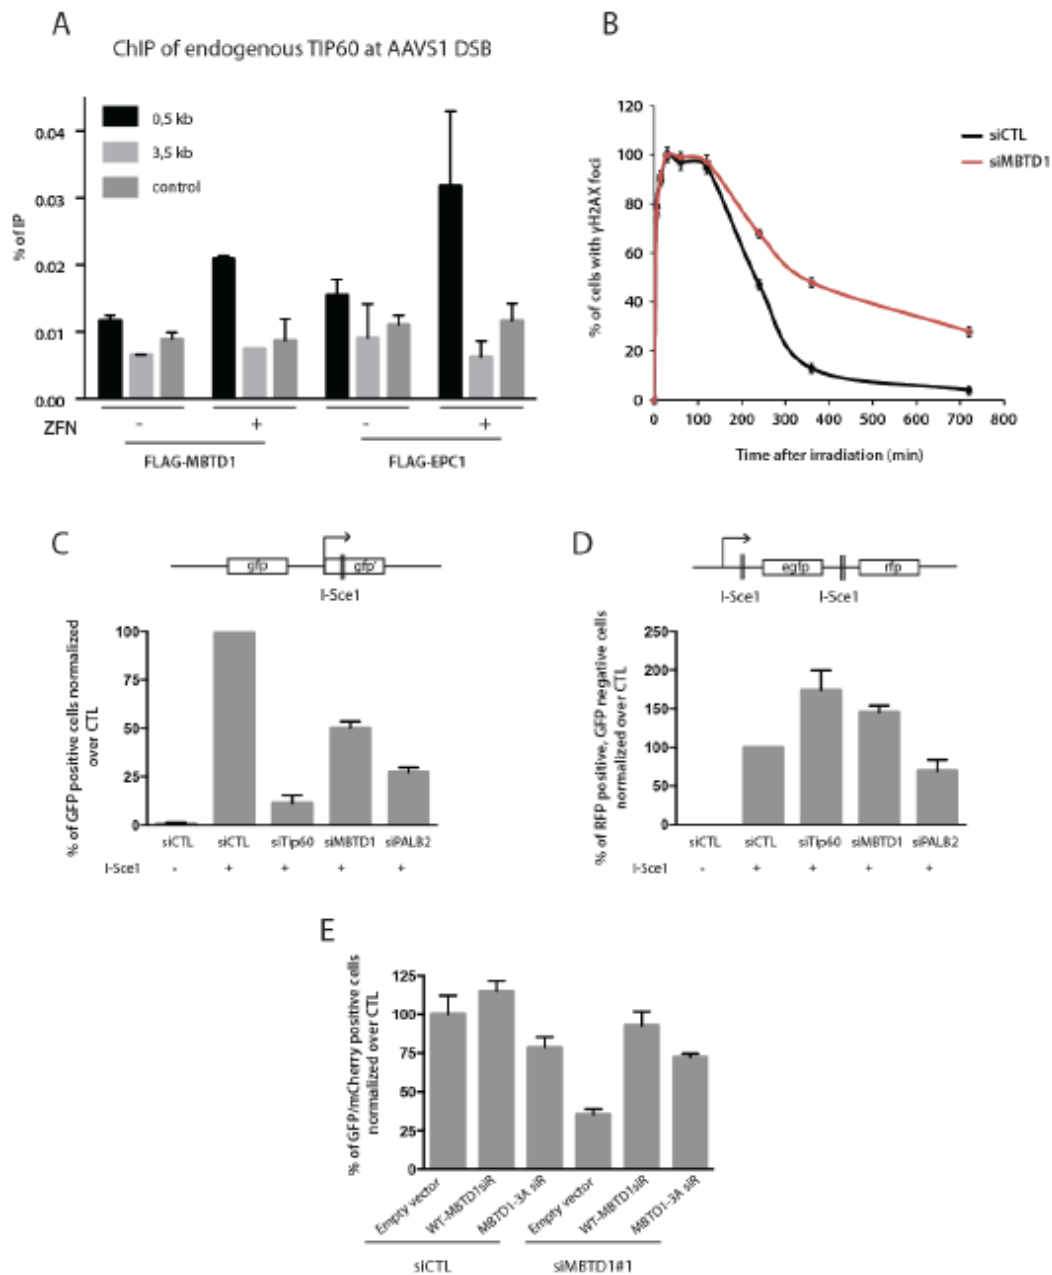 A
ChIP of endogenous TIP60 at AAVS1 DSB
% of IP
0.04
0.03
0.02
0.01
0.00
0,5 kb
3,5 kb
control
ZFN
- + - +
FLAG-MBTD1 FLAG-EPC1
B
% of cells with γH2AX foci
120
100
80
60
40
20
0
0 100 200 300 400 500 600 700 800
Time after irradiation (min)
siCTL
siMBTD1
C
gfp gfp'
I-Sce1
% of GFP positive cells normalized
over CTL
100
75
50
25
0
siCTL siCTL siTip60 siMBTD1 siPALB2
I-Sce1 - + + + +
D
egfp rfp
I-Sce1 I-Sce1
% of RFP positive, GFP negative cells
normalized over CTL
250
200
150
100
50
0
siCTL siCTL siTip60 siMBTD1 siPALB2
I-Sce1 - + + + +
E
% of GFP/mCherry positive cells
normalized over CTL
125
100
75
50
25
0
Empty vector
WT-MBTD1siR
MBTD1-3A siR
Empty vector
WT-MBTD1siR
MBTD1-3A siR
siCTL siMBTD1#1